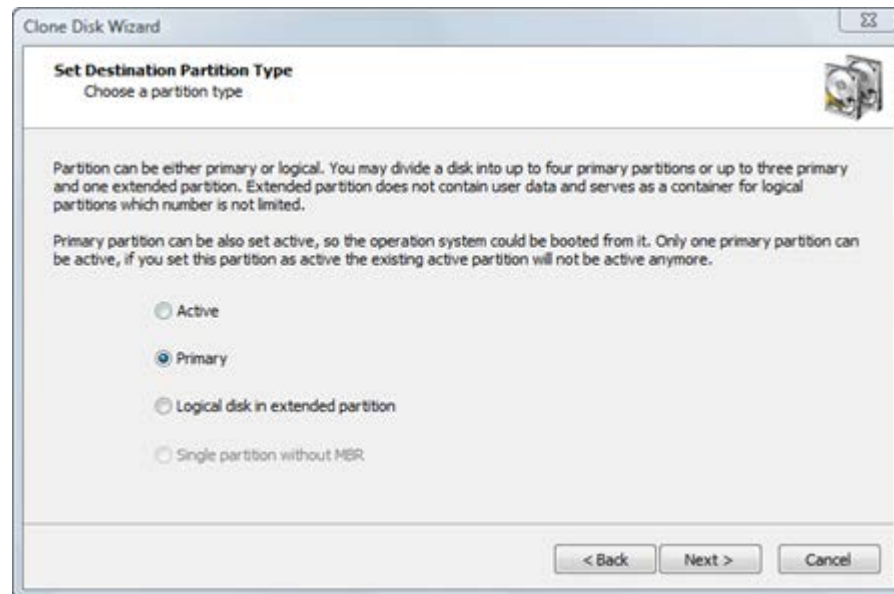 Clone Disk Wizard
Set Destination Partition Type
Choose a partition type
Partition can be either primary or logical. You may divide a disk into up to four primary partitions or up to three primary
and one extended partition. Extended partition does not contain user data and serves as a container for logical
partitions which number is not limited.
Primary partition can be also set active, so the operation system could be booted from it. Only one primary partition can
be active, if you set this partition as active the existing active partition will not be active anymore.
Active
Primary
Logical disk in extended partition
Single partition without MBR
< Back
Next >
Cancel